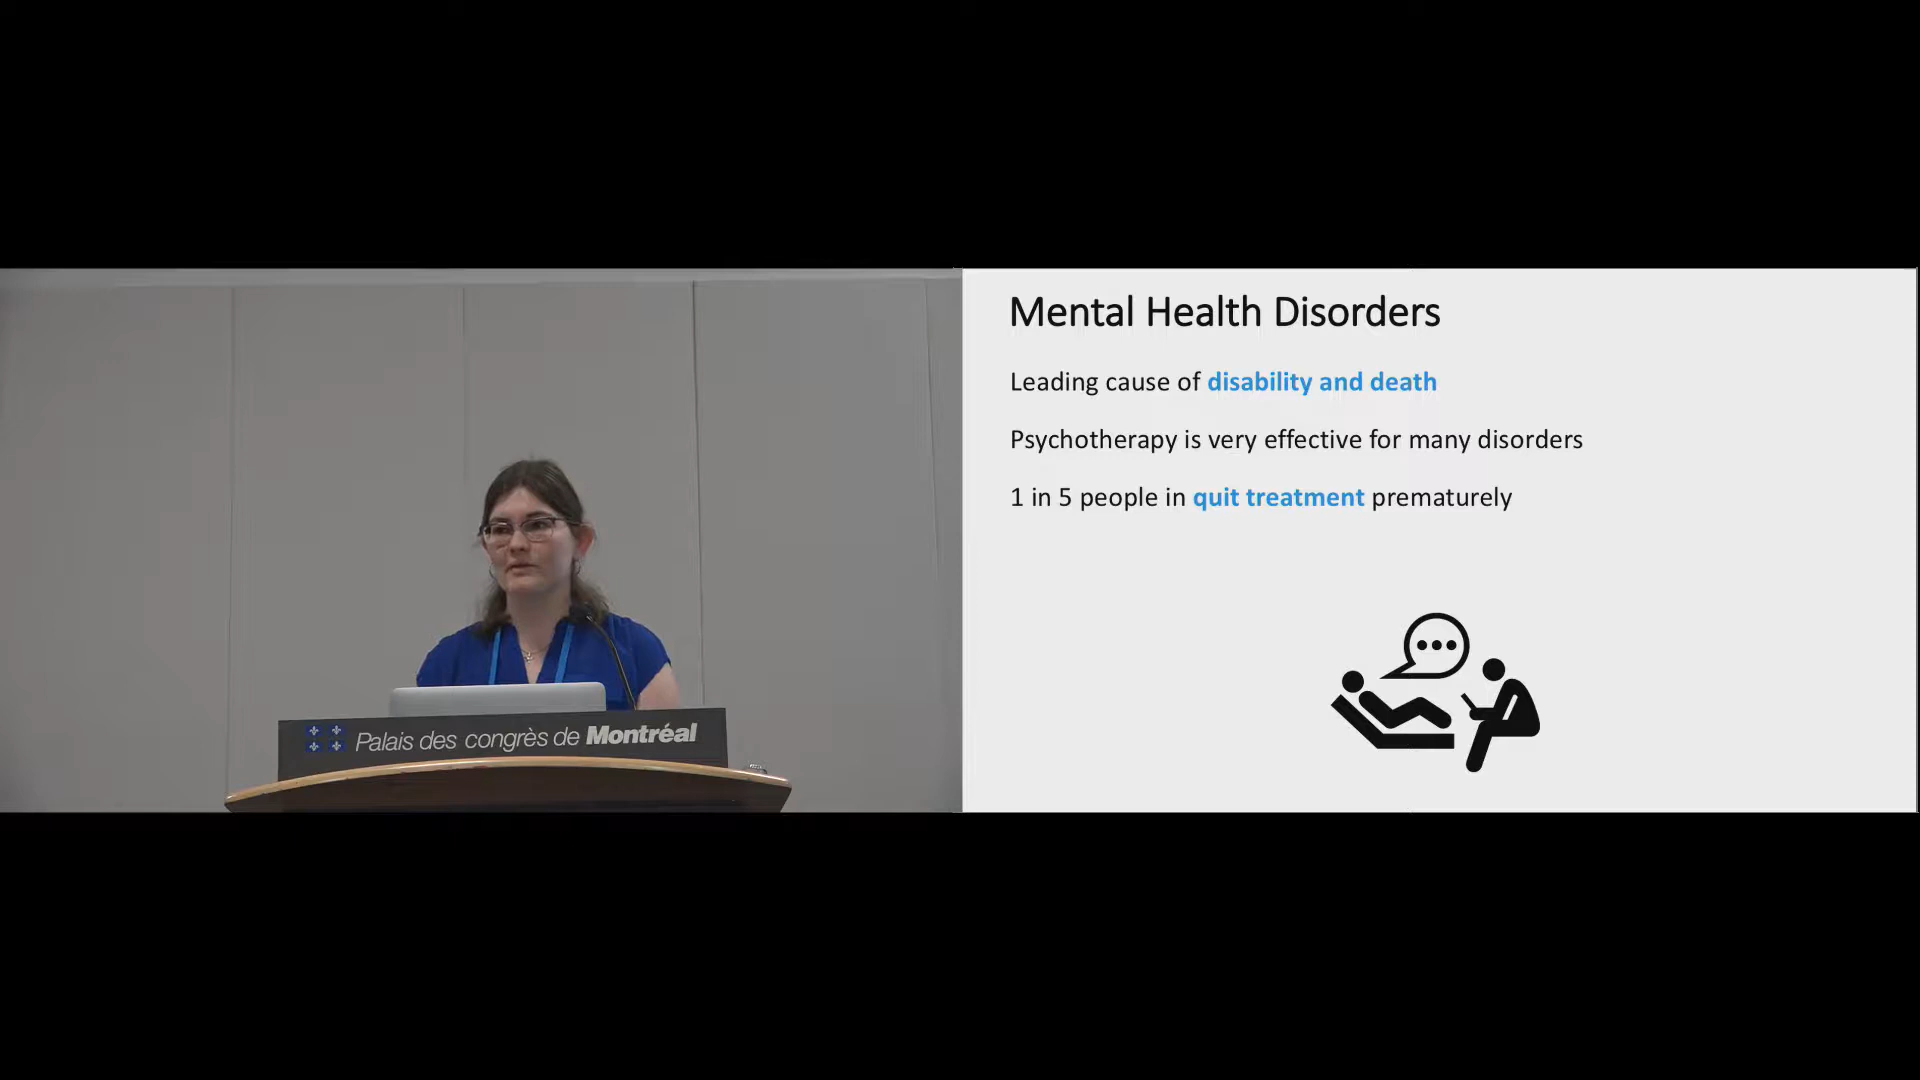 Mental Health Disorders
Leading cause of disability and death
Psychotherapy is very effective for many disorders
1 in 5 people in quit treatment prematurely
Palais des congrès de Montréal